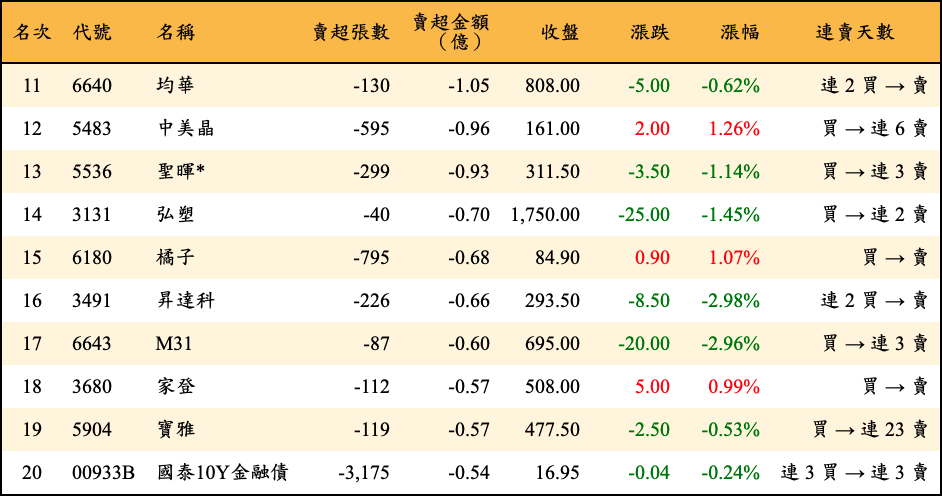 名次 代號 名稱 賣超張數 賣超金額（億） 收盤 漲跌 漲幅 連賣天數
11 6640 均華 -130 -1.05 808.00 -5.00 -0.62% 連 2 買 → 賣
12 5483 中美晶 -595 -0.96 161.00 2.00 1.26% 買 → 連 6 賣
13 5536 聖暉* -299 -0.93 311.50 -3.50 -1.14% 買 → 連 3 賣
14 3131 弘塑 -40 -0.70 1,750.00 -25.00 -1.45% 買 → 連 2 賣
15 6180 橘子 -795 -0.68 84.90 0.90 1.07% 買 → 賣
16 3491 昇達科 -226 -0.66 293.50 -8.50 -2.98% 連 2 買 → 賣
17 6643 M31 -87 -0.60 695.00 -20.00 -2.96% 買 → 連 3 賣
18 3680 家登 -112 -0.57 508.00 5.00 0.99% 買 → 賣
19 5904 寶雅 -119 -0.57 477.50 -2.50 -0.53% 買 → 連 23 賣
20 00933B 國泰10Y金融債 -3,175 -0.54 16.95 -0.04 -0.24% 連 3 買 → 連 3 賣